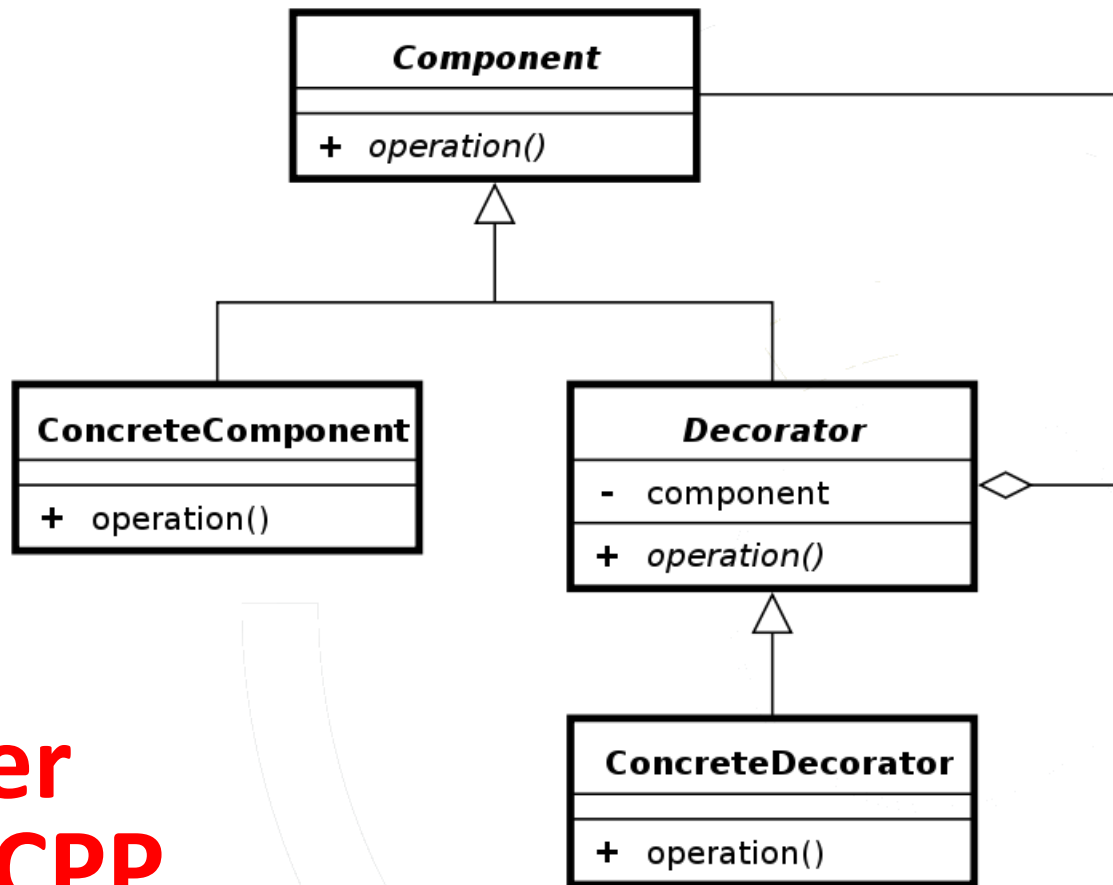 Component
+ operation()
ConcreteComponent
+ operation()
Decorator
- component
+ operation()
ConcreteDecorator
+ operation()
er
CPP